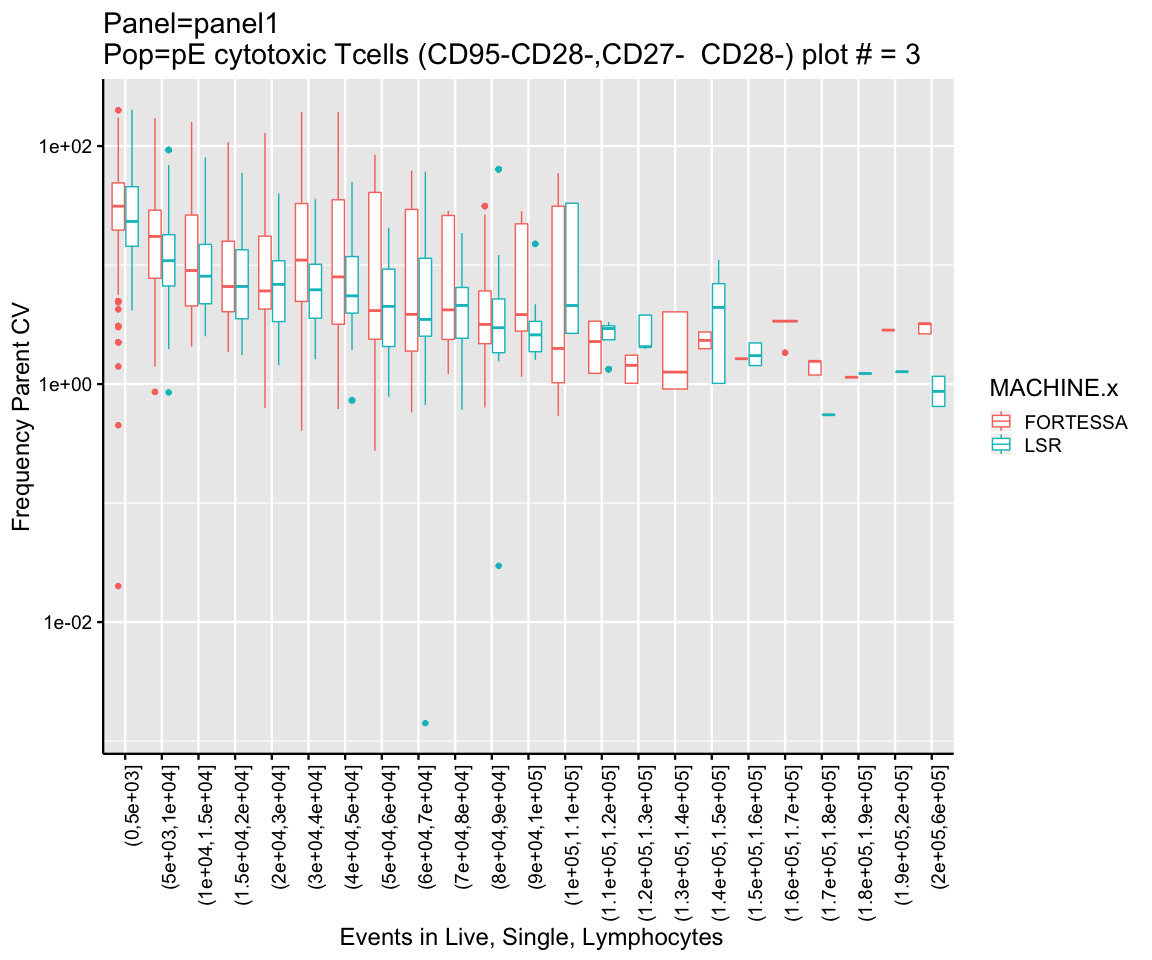 Panel=panel1
Pop=pE cytotoxic Tcells (CD95-CD28-,CD27-  CD28-) plot # = 3
Frequency Parent CV
1e+02
1e+00
1e-02
(0,5e+03]
(5e+03,1e+04]
(1e+04,1.5e+04]
(1.5e+04,2e+04]
(2e+04,3e+04]
(3e+04,4e+04]
(4e+04,5e+04]
(5e+04,6e+04]
(6e+04,7e+04]
(7e+04,8e+04]
(8e+04,9e+04]
(9e+04,1e+05]
(1e+05,1.1e+05]
(1.1e+05,1.2e+05]
(1.2e+05,1.3e+05]
(1.3e+05,1.4e+05]
(1.4e+05,1.5e+05]
(1.5e+05,1.6e+05]
(1.6e+05,1.7e+05]
(1.7e+05,1.8e+05]
(1.8e+05,1.9e+05]
(1.9e+05,2e+05]
(2e+05,6e+05]
Events in Live, Single, Lymphocytes
MACHINE.x
FORTESSA
LSR